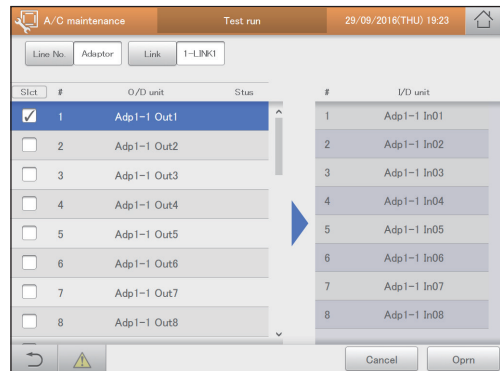 A/C maintenance Test run 29/09/2016(THU) 19:23
Line No. Adaptor Link 1-LINK1
Slct # O/D unit Stus # I/D unit
1 Adp1-1 Out1 1 Adp1-1 In01
2 Adp1-1 Out2 2 Adp1-1 In02
3 Adp1-1 Out3 3 Adp1-1 In03
4 Adp1-1 Out4 4 Adp1-1 In04
5 Adp1-1 Out5 5 Adp1-1 In05
6 Adp1-1 Out6 6 Adp1-1 In06
7 Adp1-1 Out7 7 Adp1-1 In07
8 Adp1-1 Out8 8 Adp1-1 In08
Cancel Oprn